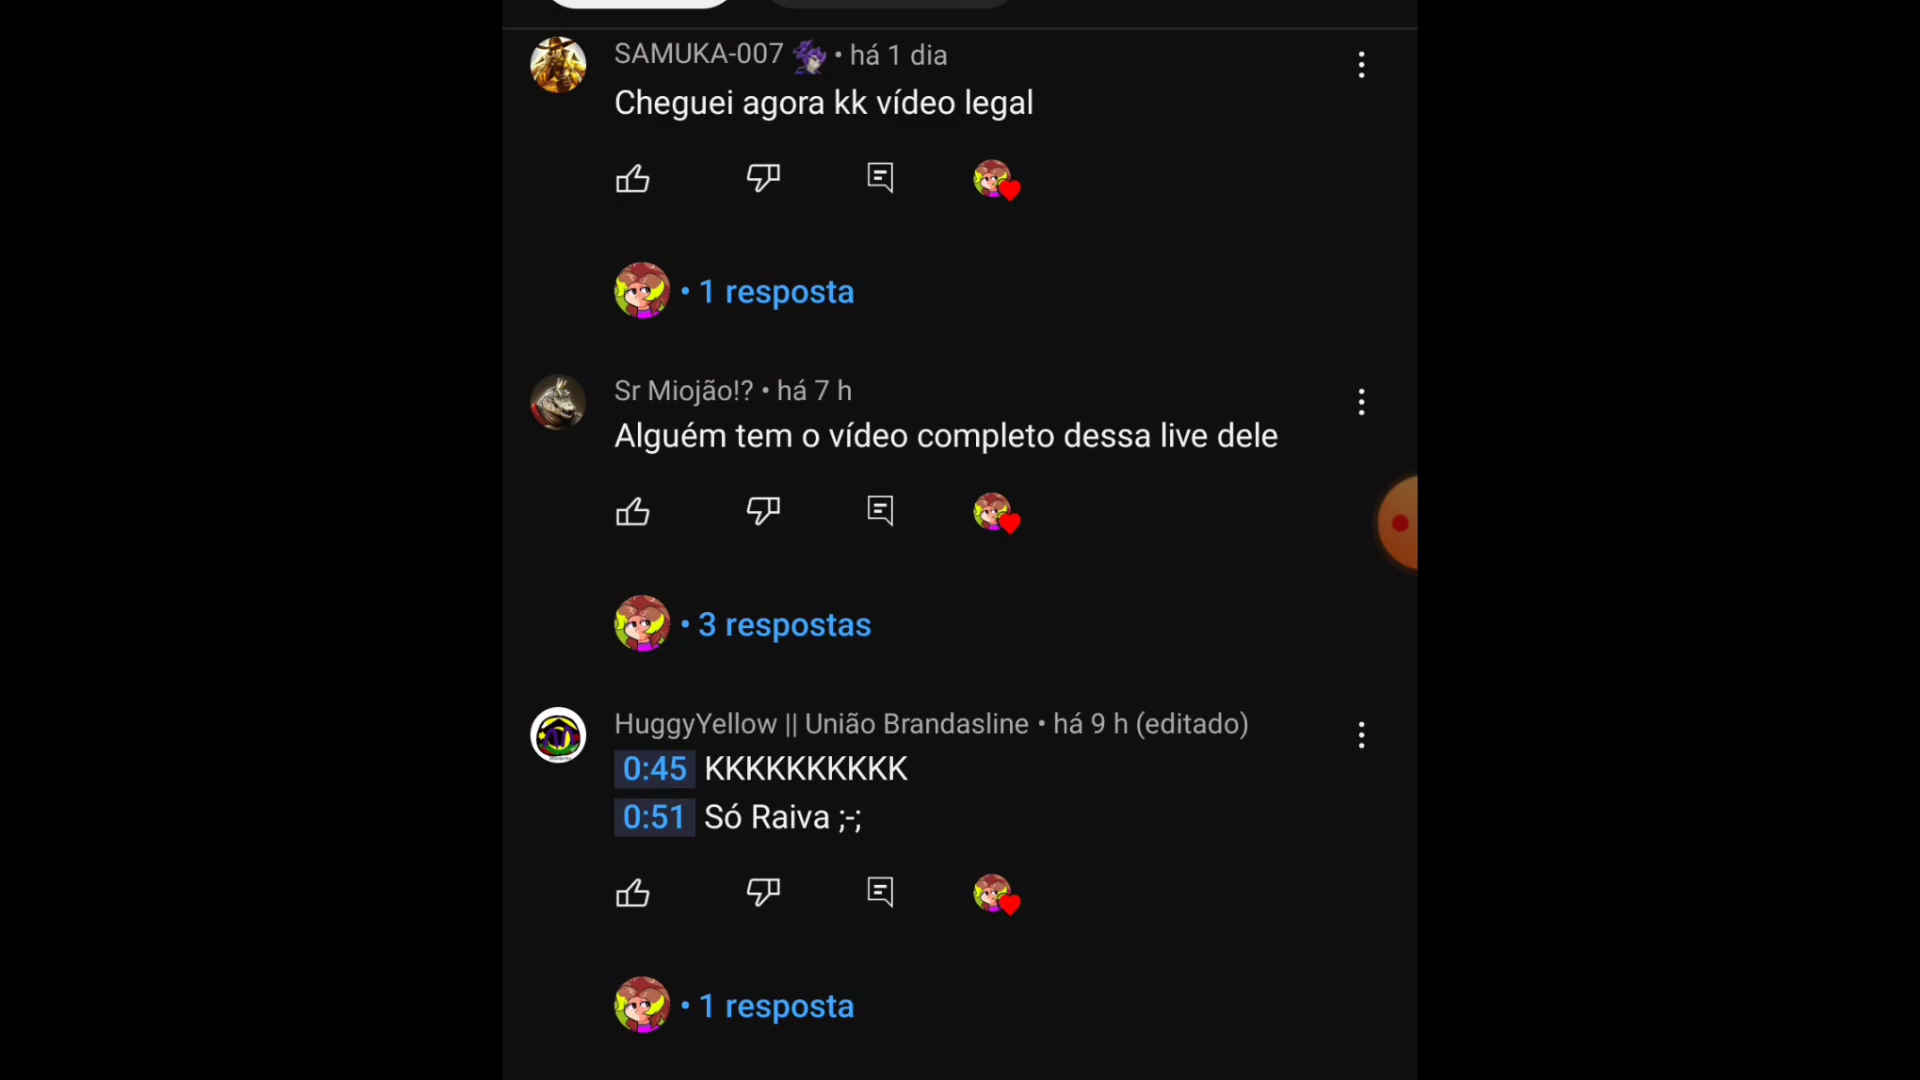 SAMUKA-007 • há 1 dia
Cheguei agora kk vídeo legal
• 1 resposta
Sr Miojão!? • há 7 h
Alguém tem o vídeo completo dessa live dele
• 3 respostas
HuggyYellow || União Brandasline • há 9 h (editado)
0:45 KKKKKKKKKK
0:51 Só Raiva ;-;
• 1 resposta